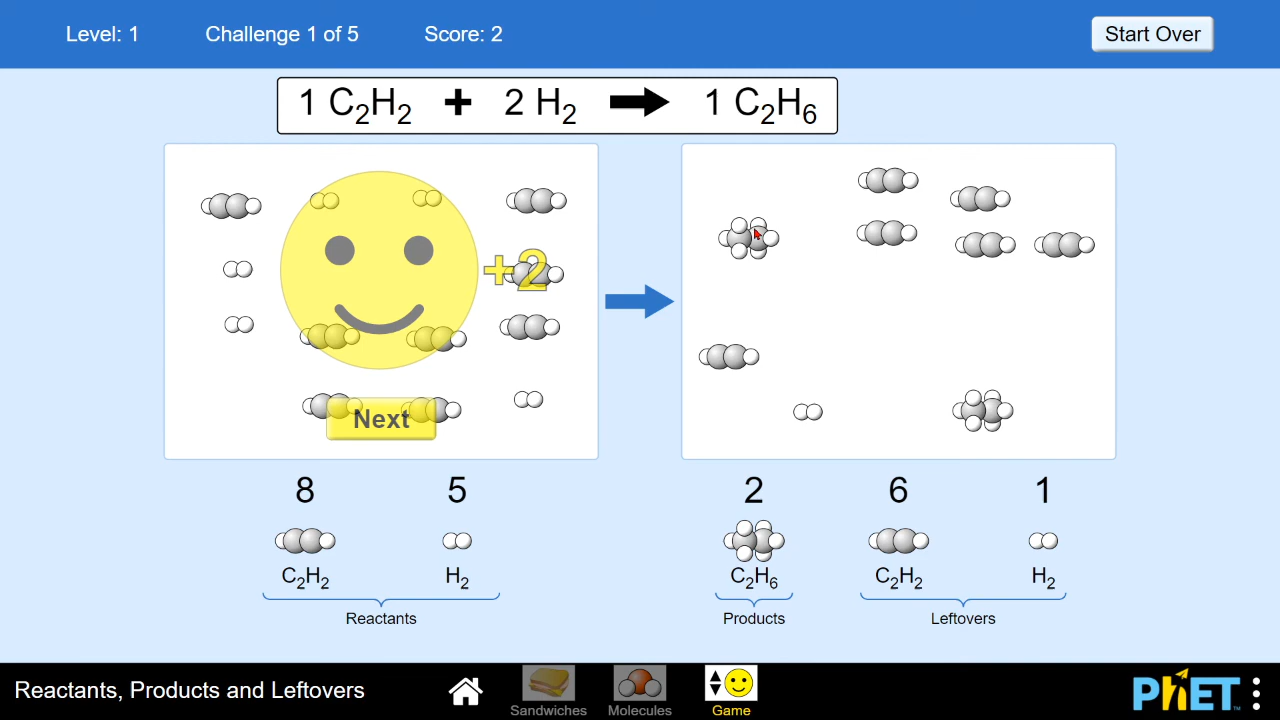 Level: 1 Challenge 1 of 5 Score: 2 Start Over
1 C₂H₂ + 2 H₂ → 1 C₂H₆
+2
Next
8 5 2 6 1
C₂H₂ H₂ C₂H₆ C₂H₂ H₂
Reactants Products Leftovers
Reactants, Products and Leftovers Sandwiches Molecules Game PhET